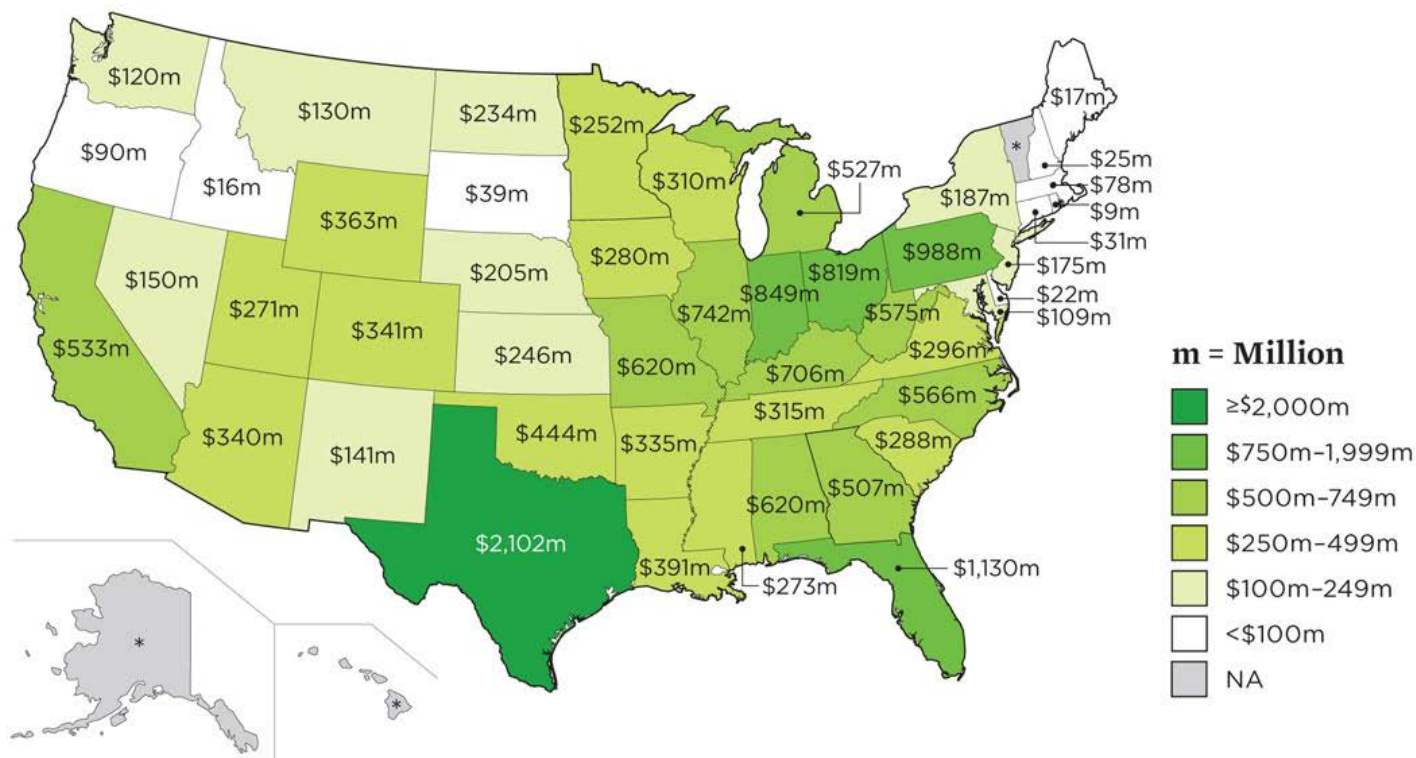 $120m
$130m
$234m
$252m
$17m
*
$90m
$16m
$39m
$310m
$527m
$25m
$78m
$187m
$9m
$31m
$363m
$280m
$988m
$175m
$150m
$271m
$341m
$205m
$742m
$849m
$819m
$575m
$22m
$109m
$533m
$246m
$620m
$706m
$296m
$340m
$141m
$444m
$335m
$315m
$566m
$288m
$2,102m
$391m
$273m
$620m
$507m
$1,130m
*
*
m = Million
≥$2,000m
$750m–1,999m
$500m–749m
$250m–499m
$100m–249m
<$100m
NA